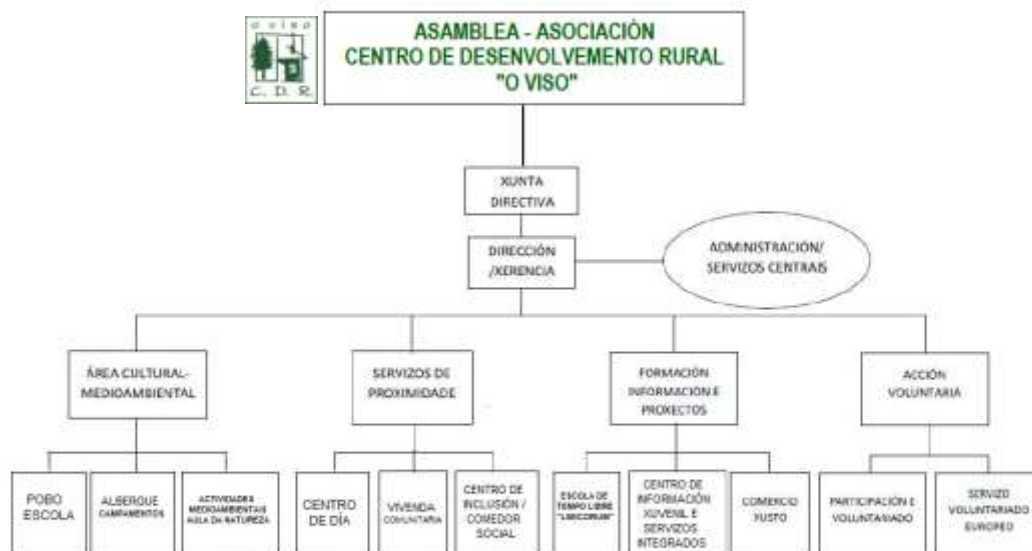 o viso
C. D. R.
ASAMBLEA - ASOCIACIÓN
CENTRO DE DESENVOLVEMENTO RURAL
"O VISO"
XUNTA
DIRECTIVA
DIRECCIÓN
/XERENCIA
ADMINISTRACIÓN/
SERVIZOS CENTRAIS
ÁREA CULTURAL-
MEDIOAMBIENTAL
SERVIZOS DE
PROXIMIDADE
FORMACIÓN
INFORMACIÓN E
PROXECTOS
ACCIÓN
VOLUNTARIA
POBO
ESCOLA
ALBERGUE
CAMPAMENTOS
ACTIVIDADES
MEDIOAMBIENTAIS
AULA DA NATUREZA
CENTRO
DE DÍA
VIVENDA
COMUNITARIA
CENTRO DE
INCLUSIÓN /
COMEDOR
SOCIAL
ESCOLA DE
TEMPO LIBRE
"LIMICORUM"
CENTRO DE
INFORMACIÓN
XUVENIL E
SERVIZOS
INTEGRADOS
COMERCIO
XUSTO
PARTICIPACIÓN E
VOLUNTARIADO
SERVIZO
VOLUNTARIADO
EUROPEO